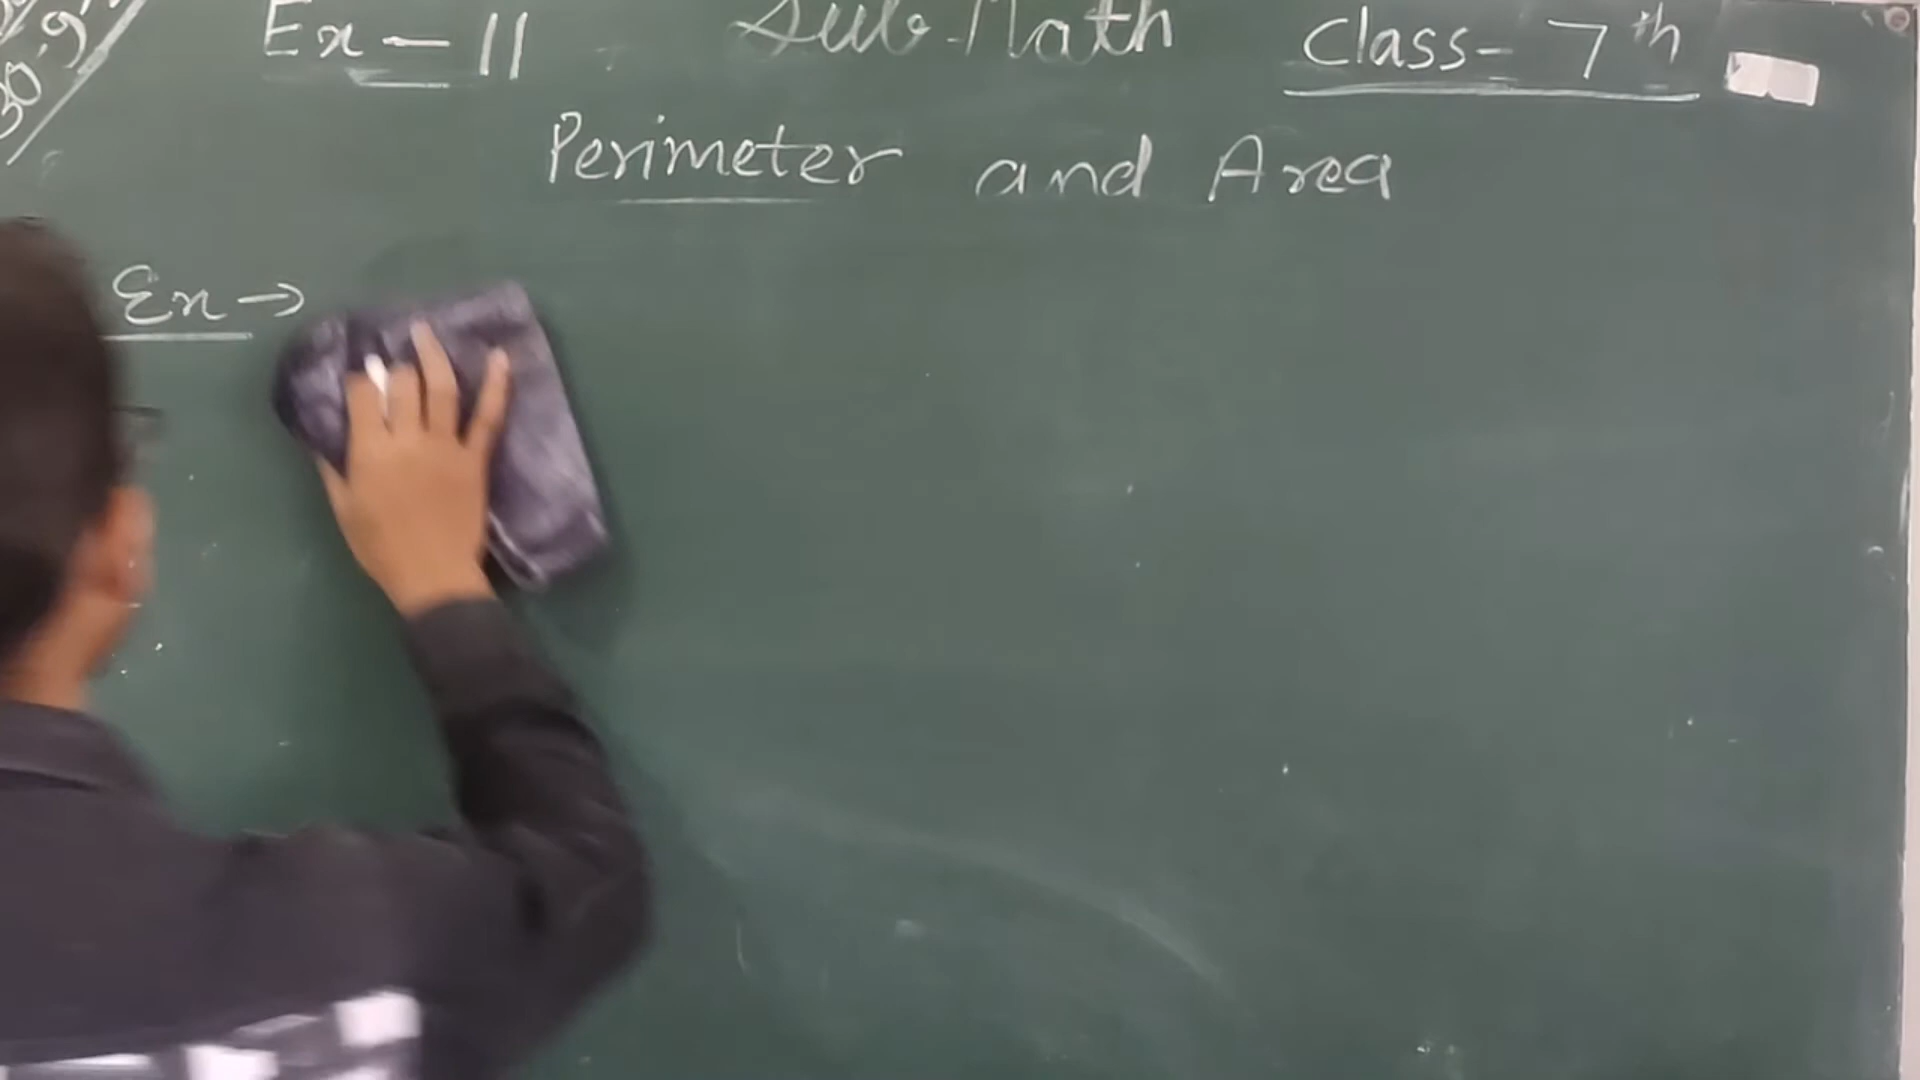 Ex - 11 Sub - Math Class - 7th
Perimeter and Area
Ex →